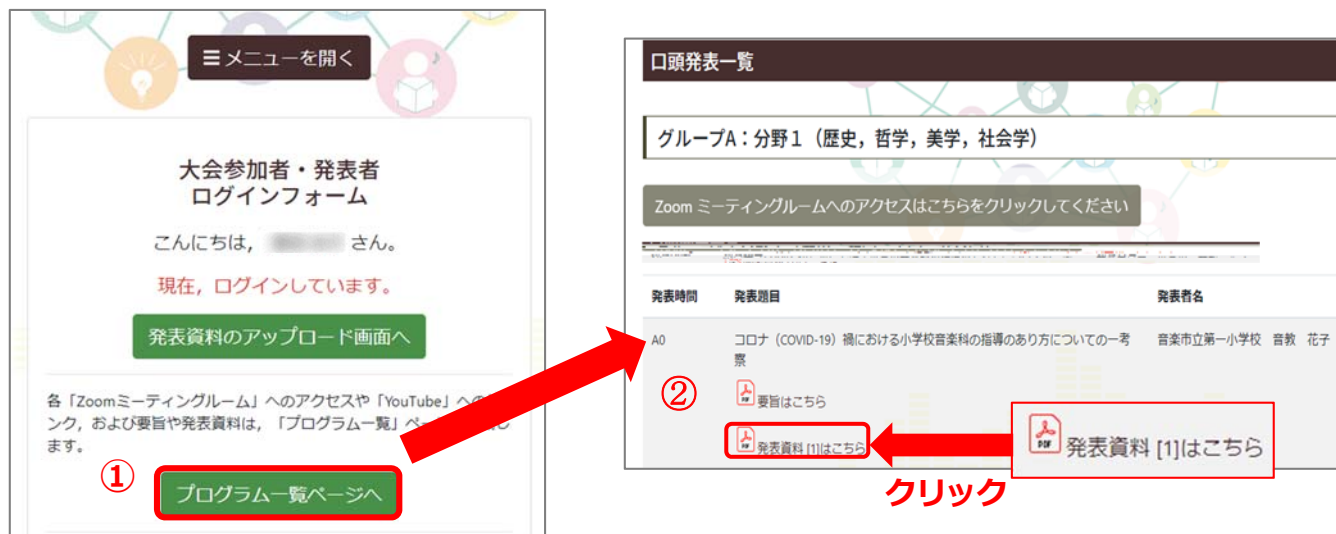 ☰メニューを開く
大会参加者・発表者
ログインフォーム
こんにちは, さん。
現在，ログインしています。
発表資料のアップロード画面へ
各「Zoomミーティングルーム」へのアクセスや「YouTube」への
ンク，および要旨や発表資料は，「プログラム一覧」ペ
ます。
①
プログラム一覧ページへ
口頭発表一覧
グループA：分野１（歴史，哲学，美学，社会学）
Zoom ミーティングルームへのアクセスはこちらをクリックしてください
発表時間 発表題目 発表者名
A0 コロナ（COVID-19）禍における小学校音楽科の指導のあり方についての一考 音楽市立第一小学校 音教 花子
察
②
PDF 要旨はこちら
PDF 発表資料 [1]はこちら
PDF 発表資料 [1]はこちら
クリック